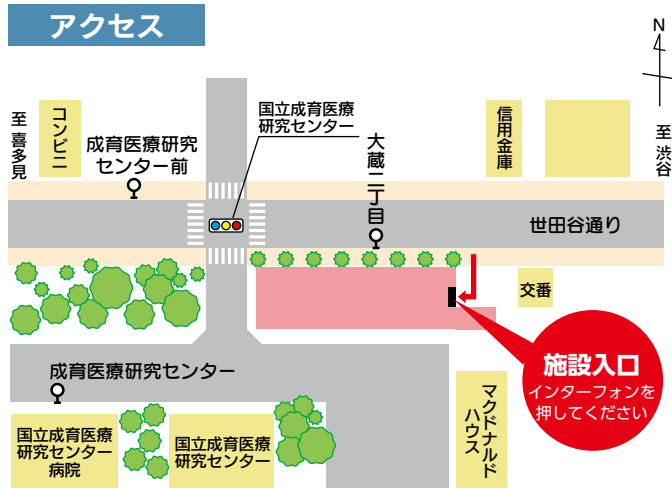 アクセス
N
至 喜多見
コンビニ
成育医療研究
センター前
国立成育医療
研究センター
大蔵二丁目
信用金庫
至 渋谷
世田谷通り
交番
施設入口
インターフォンを
押してください
成育医療研究センター
国立成育医療
研究センター
病院
国立成育医療
研究センター
マクドナルド
ハウス